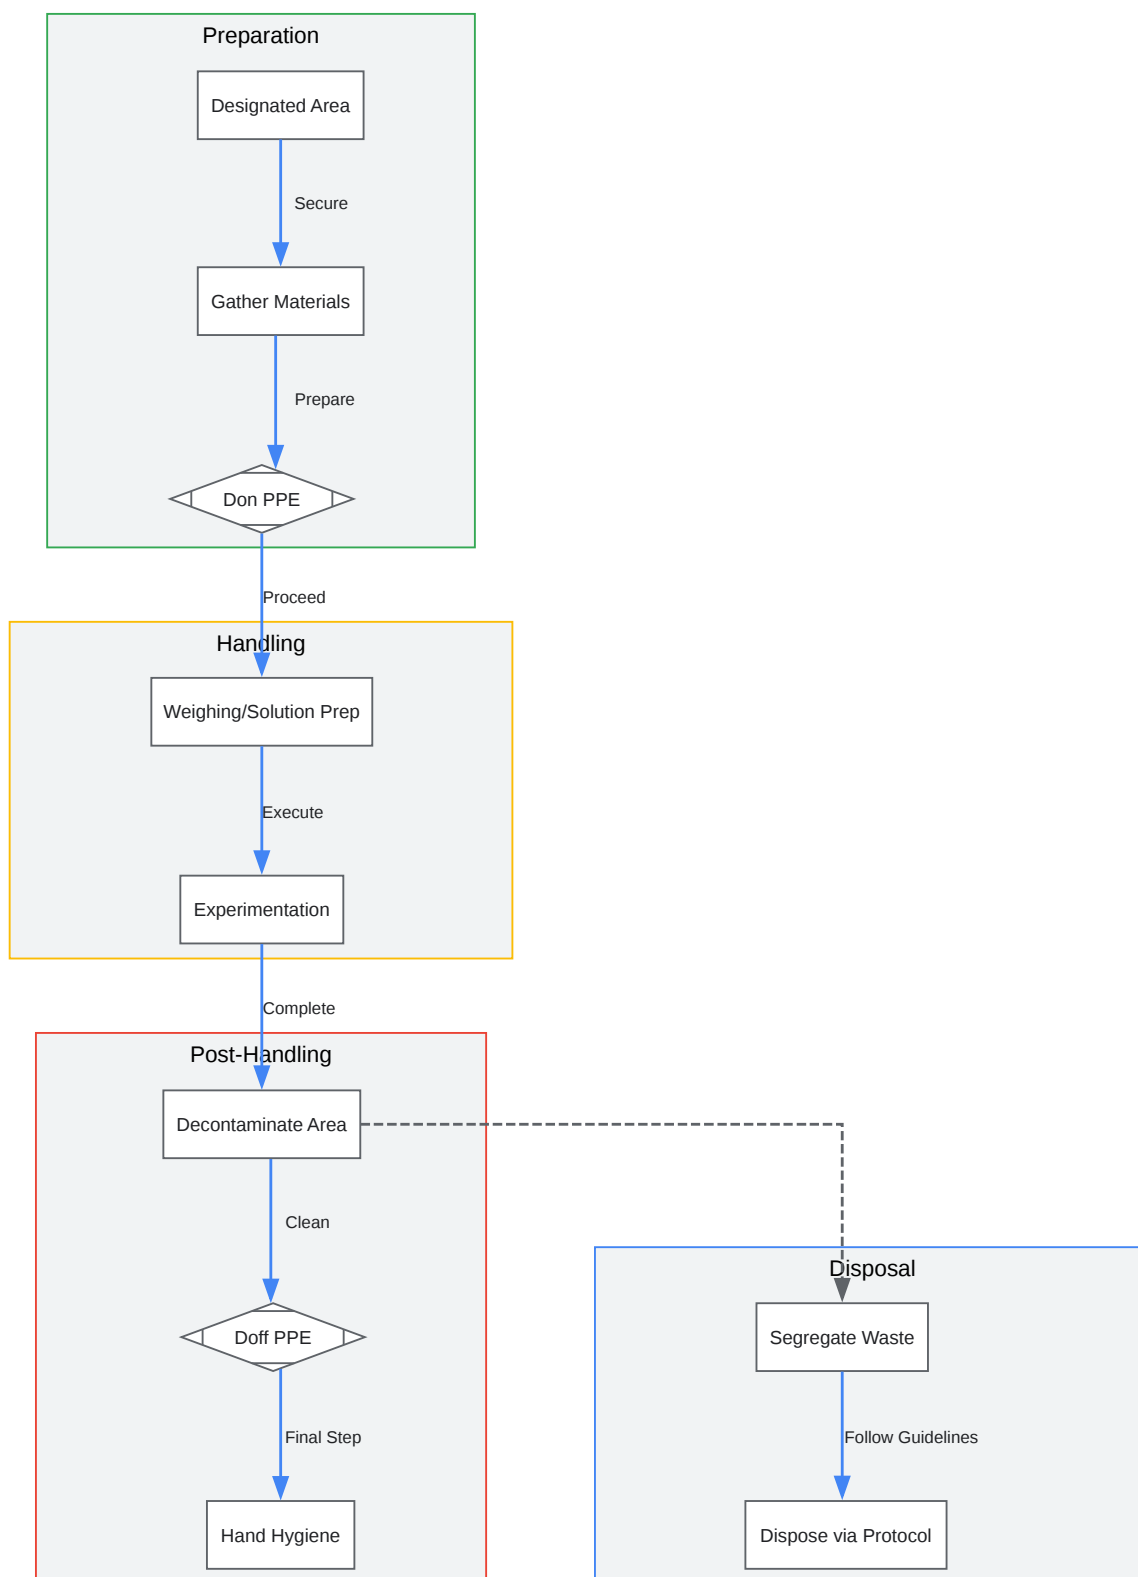 Preparation
Designated Area
Secure
Gather Materials
Prepare
Don PPE
Proceed
Handling
Weighing/Solution Prep
Execute
Experimentation
Complete
Post-Handling
Decontaminate Area
Clean
Disposal
Doff PPE
Segregate Waste
Final Step
Follow Guidelines
Hand Hygiene
Dispose via Protocol